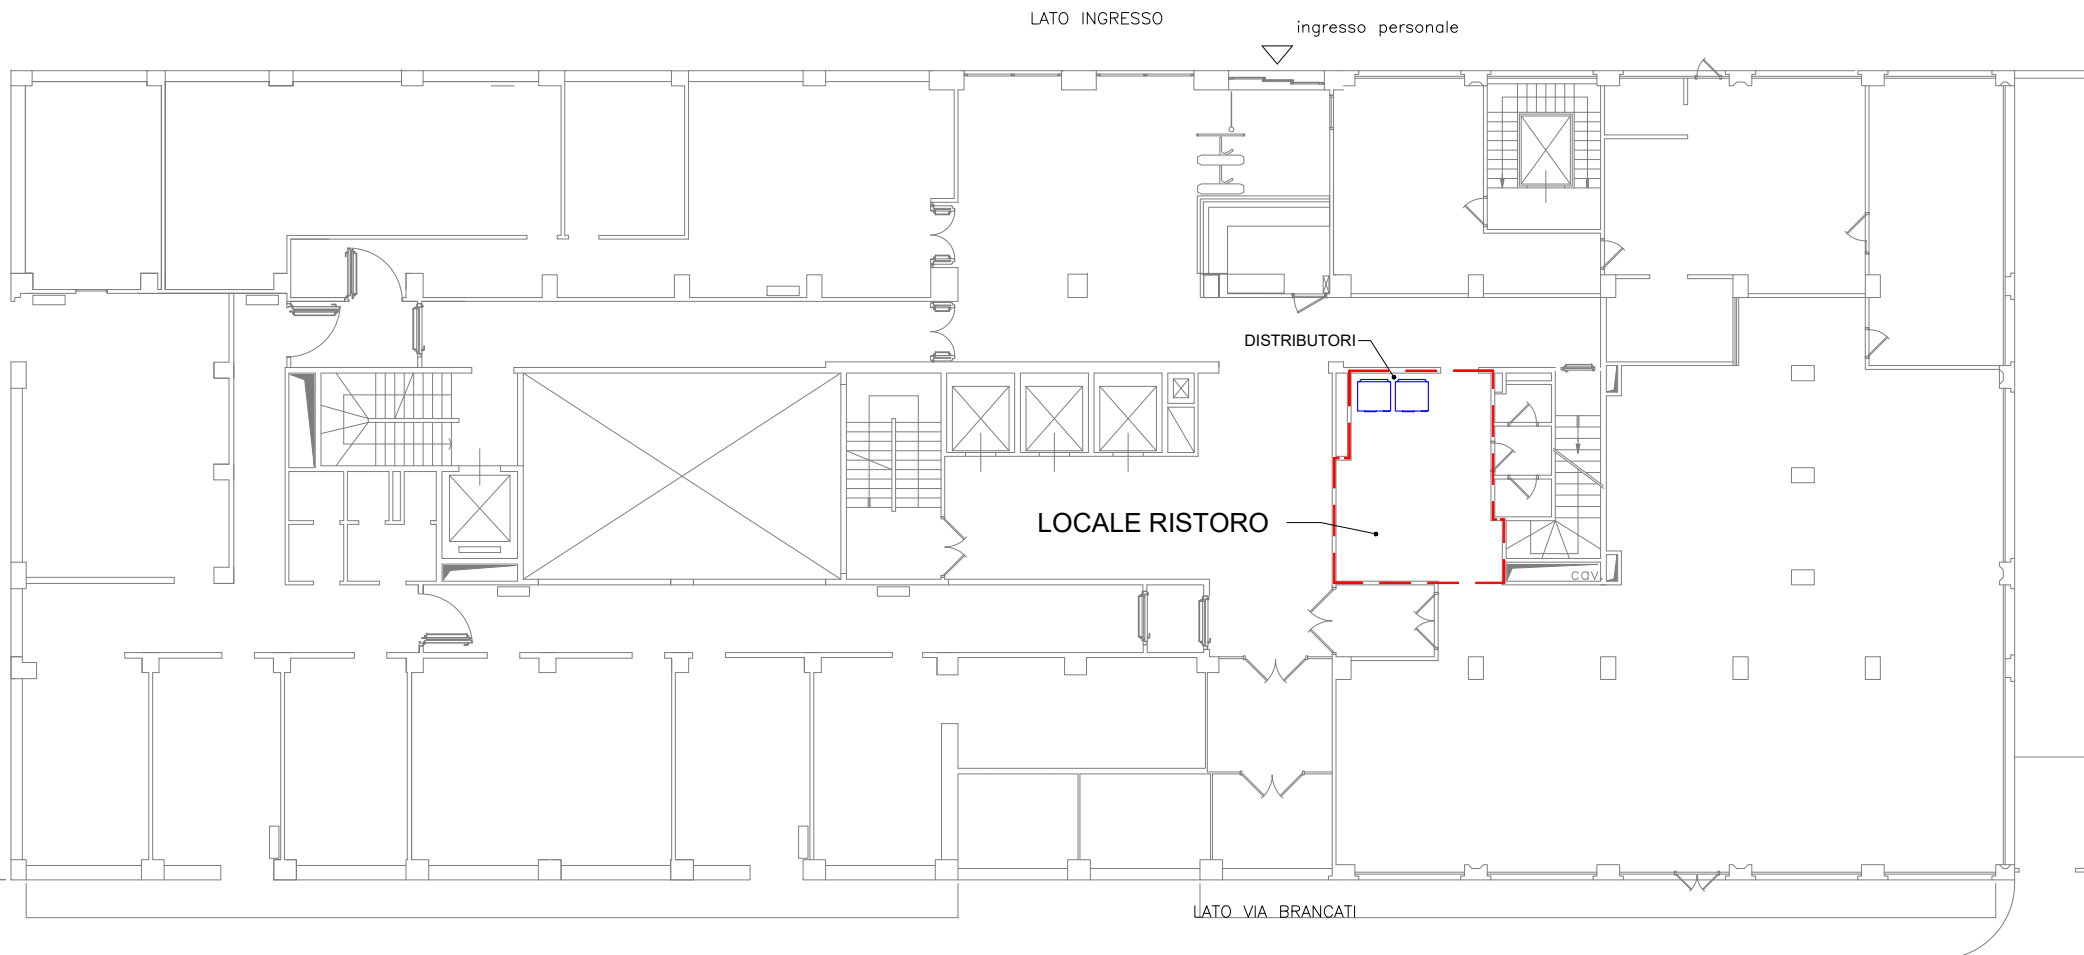 LATO INGRESSO
ingresso personale
DISTRIBUTORI
LOCALE RISTORO
cav.
LATO VIA BRANCATI